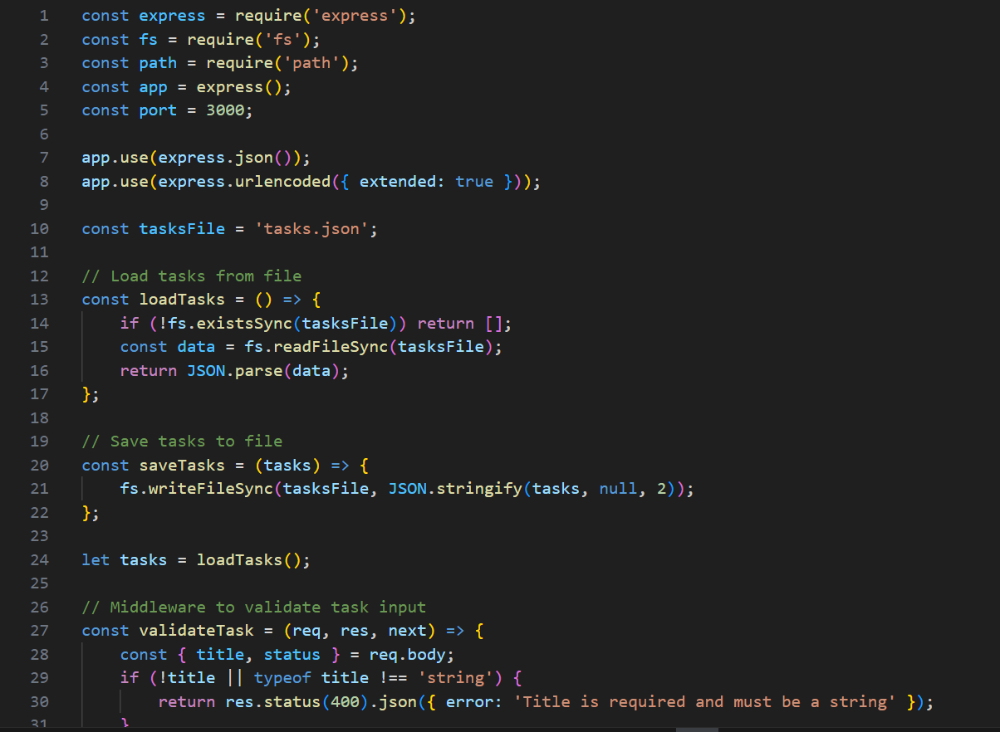 1 const express = require('express');
2 const fs = require('fs');
3 const path = require('path');
4 const app = express();
5 const port = 3000;
6
7 app.use(express.json());
8 app.use(express.urlencoded({ extended: true }));
9
10 const tasksFile = 'tasks.json';
11
12 // Load tasks from file
13 const loadTasks = () => {
14     if (!fs.existsSync(tasksFile)) return [];
15     const data = fs.readFileSync(tasksFile);
16     return JSON.parse(data);
17 };
18
19 // Save tasks to file
20 const saveTasks = (tasks) => {
21     fs.writeFileSync(tasksFile, JSON.stringify(tasks, null, 2));
22 };
23
24 let tasks = loadTasks();
25
26 // Middleware to validate task input
27 const validateTask = (req, res, next) => {
28     const { title, status } = req.body;
29     if (!title || typeof title !== 'string') {
30         return res.status(400).json({ error: 'Title is required and must be a string' });
31     }